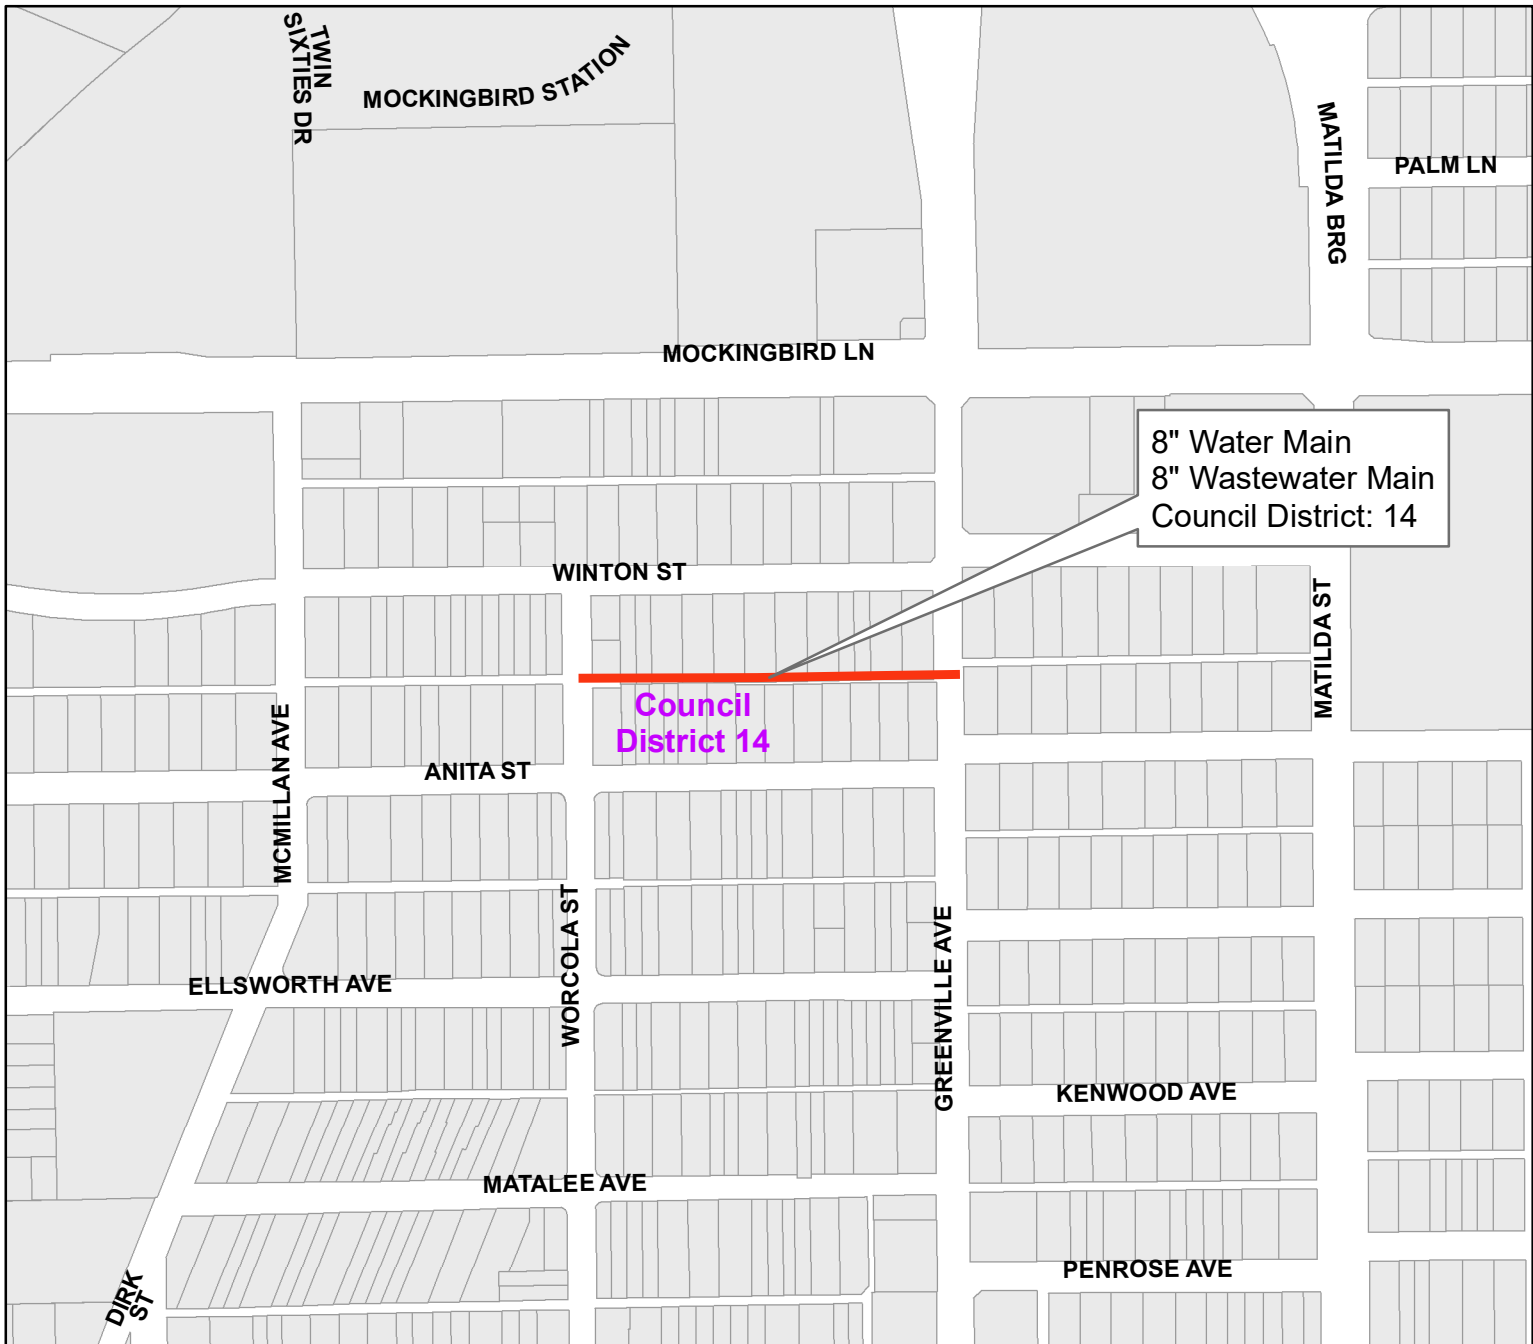 TWIN
SIXTIES DR
MOCKINGBIRD STATION
MATILDA BRG
PALM LN
MOCKINGBIRD LN
8" Water Main
8" Wastewater Main
Council District: 14
WINTON ST
MATILDA ST
Council
District 14
MCMILLAN AVE
ANITA ST
WORCOLA ST
GREENVILLE AVE
ELLSWORTH AVE
KENWOOD AVE
MATALEE AVE
PENROSE AVE
DIRK
ST